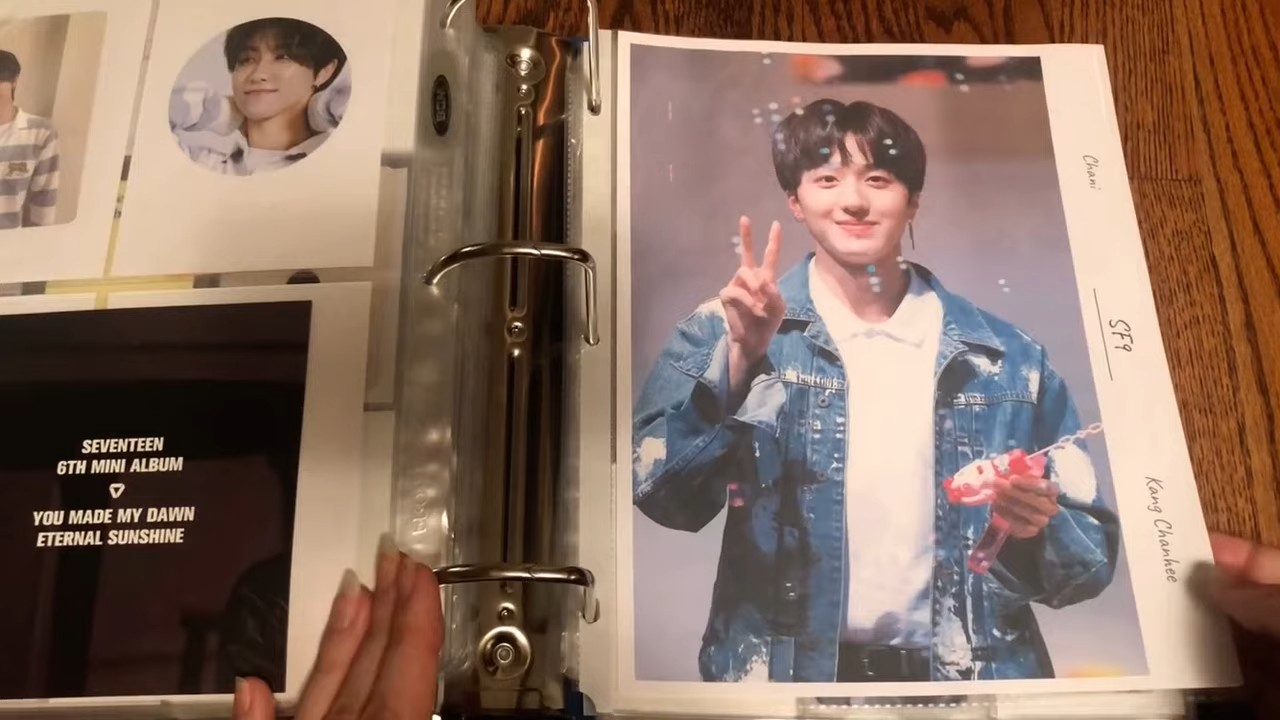 SEVENTEEN
6TH MINI ALBUM
YOU MADE MY DAWN
ETERNAL SUNSHINE
Chani
SF9
Kang Chanhee